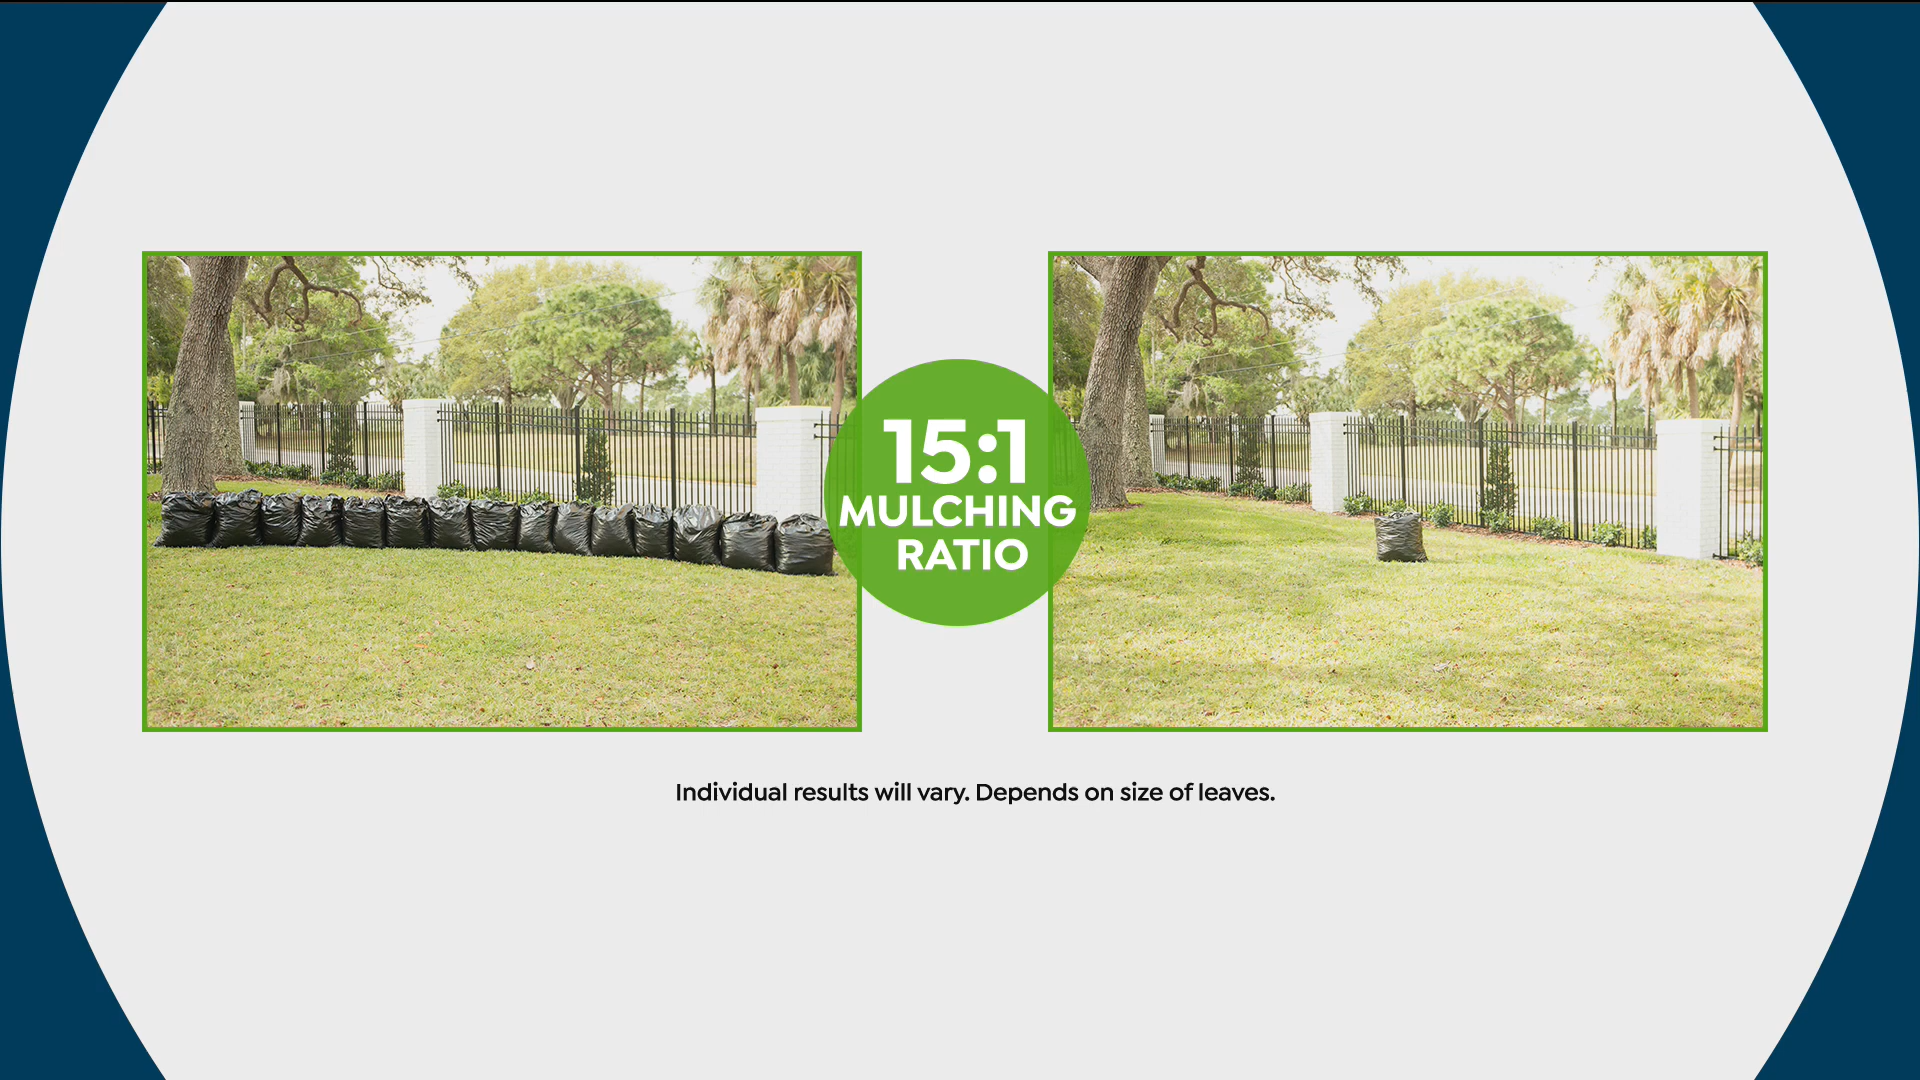 15:1
MULCHING
RATIO
Individual results will vary. Depends on size of leaves.